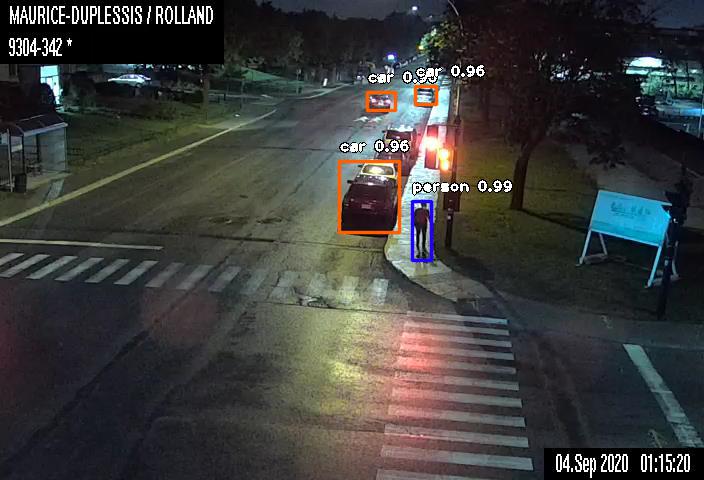 MAURICE-DUPLESSIS / ROLLAND
9304-342 *
car 0.96
car 0.96
person 0.99
04.Sep 2020 01:15:20